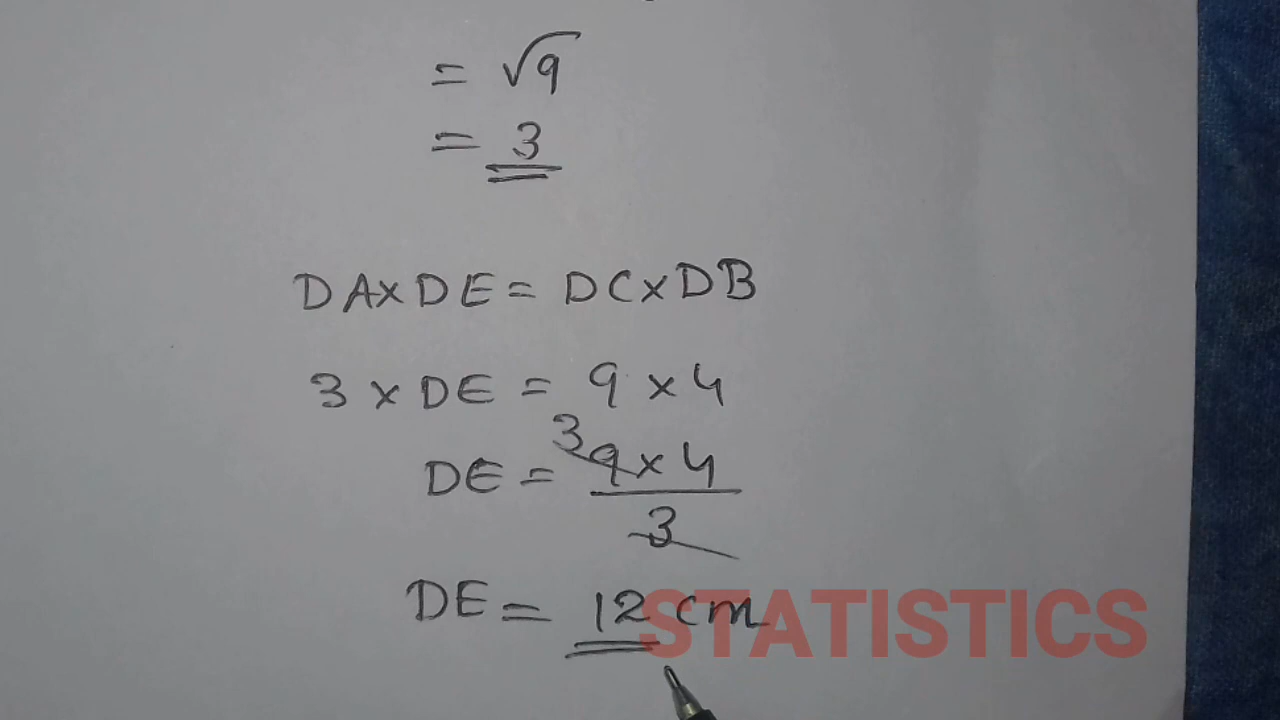 = √9
= 3
DA×DE = DC×DB
3 × DE = 9 × 4
DE = 3 9×4
3
DE = 12 cm
STATISTICS